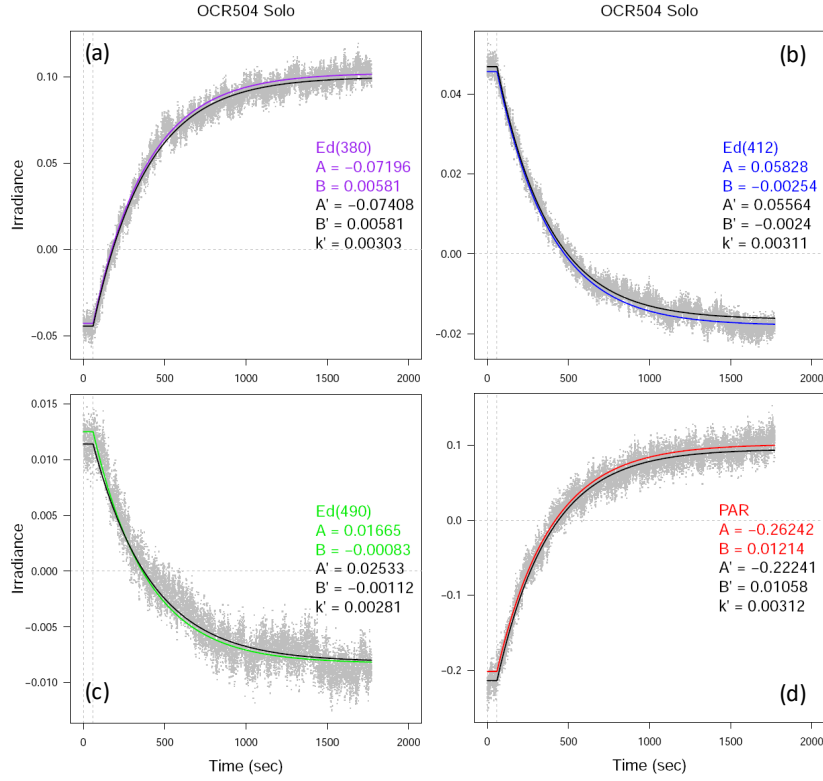 OCR504 Solo
OCR504 Solo
(a)
0.10
0.05
0.00
−0.05
Irradiance
Ed(380)
A = −0.07196
B = 0.00581
A' = −0.07408
B' = 0.00581
k' = 0.00303
0
500
1000
1500
2000
(b)
0.04
0.02
0.00
−0.02
Ed(412)
A = 0.05828
B = −0.00254
A' = 0.05564
B' = −0.0024
k' = 0.00311
0
500
1000
1500
2000
0.015
0.010
0.005
0.000
−0.005
−0.010
Irradiance
Ed(490)
A = 0.01665
B = −0.00083
A' = 0.02533
B' = −0.00112
k' = 0.00281
(c)
0
500
1000
1500
2000
Time (sec)
0.1
0.0
−0.1
−0.2
PAR
A = −0.26242
B = 0.01214
A' = −0.22241
B' = 0.01058
k' = 0.00312
(d)
0
500
1000
1500
2000
Time (sec)